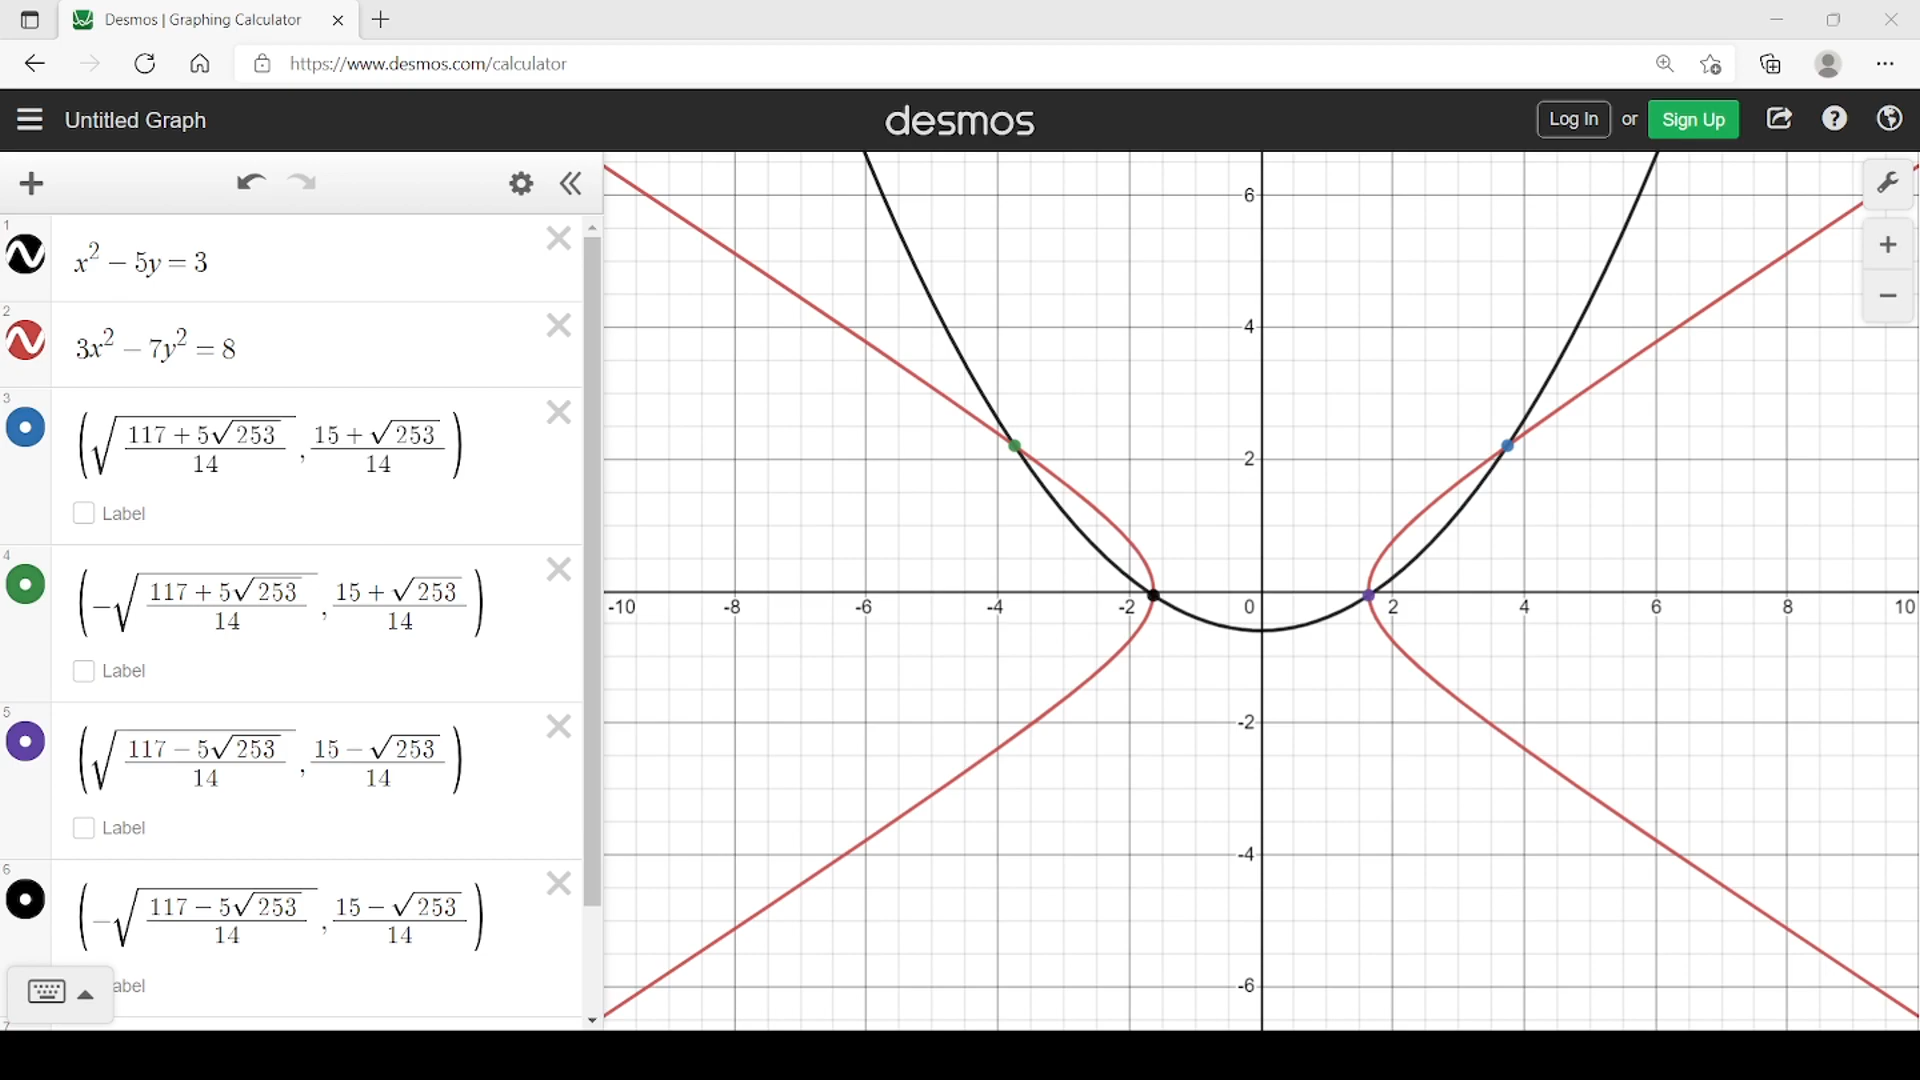 Desmos | Graphing Calculator
https://www.desmos.com/calculator
Untitled Graph
desmos
Log In or Sign Up
1
x² − 5y = 3
2
3x² − 7y² = 8
3
(√((117 + 5√253)/14), (15 + √253)/14)
Label
4
(−√((117 + 5√253)/14), (15 + √253)/14)
Label
5
(√((117 − 5√253)/14), (15 − √253)/14)
Label
6
(−√((117 − 5√253)/14), (15 − √253)/14)
abel
7
6
4
2
-10 -8 -6 -4 -2 0 2 4 6 8 10
-2
-4
-6